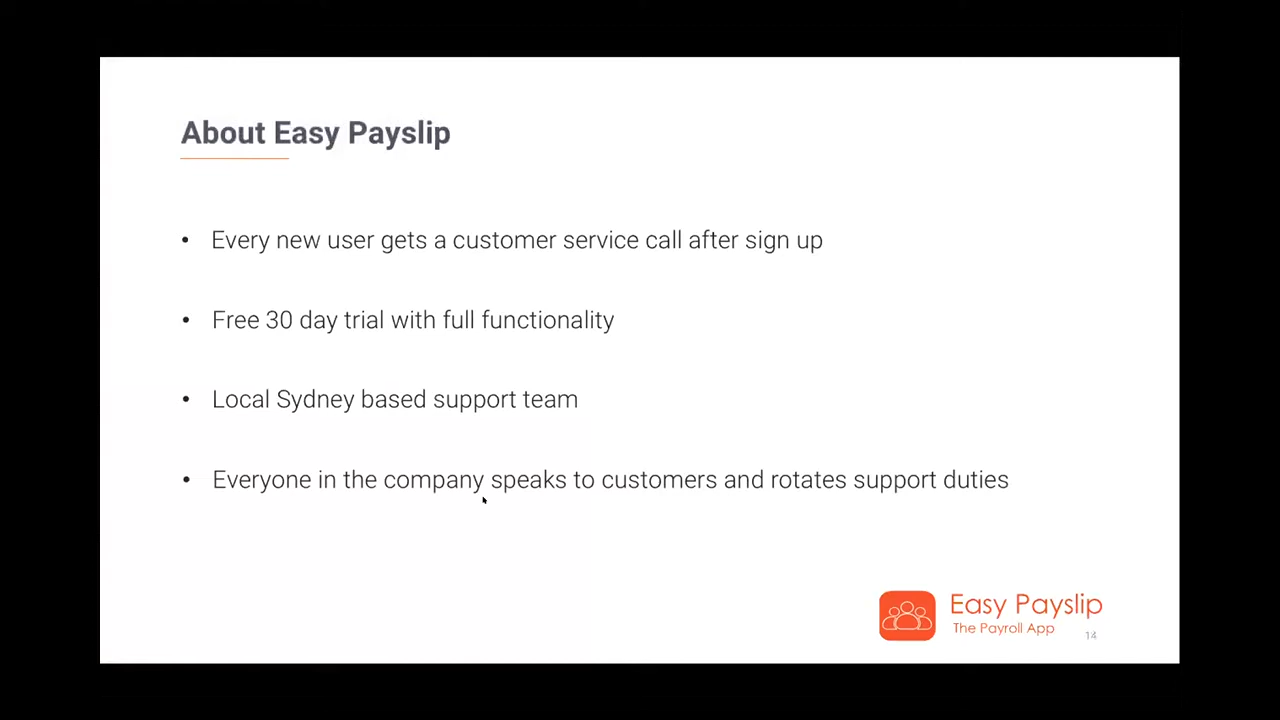 About Easy Payslip
• Every new user gets a customer service call after sign up
• Free 30 day trial with full functionality
• Local Sydney based support team
• Everyone in the company speaks to customers and rotates support duties
Easy Payslip
The Payroll App
14